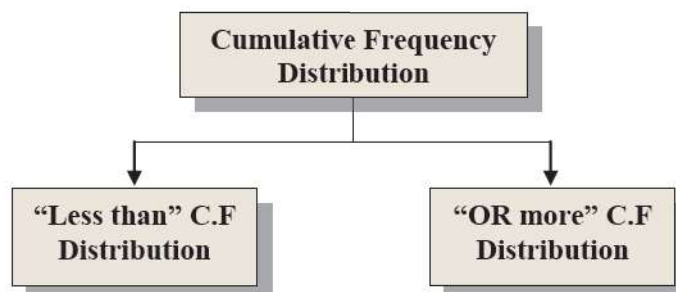 Cumulative Frequency
Distribution
“Less than” C.F
Distribution
“OR more” C.F
Distribution